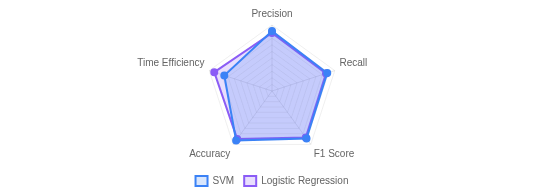 Precision
Time Efficiency
Recall
Accuracy
F1 Score
SVM
Logistic Regression